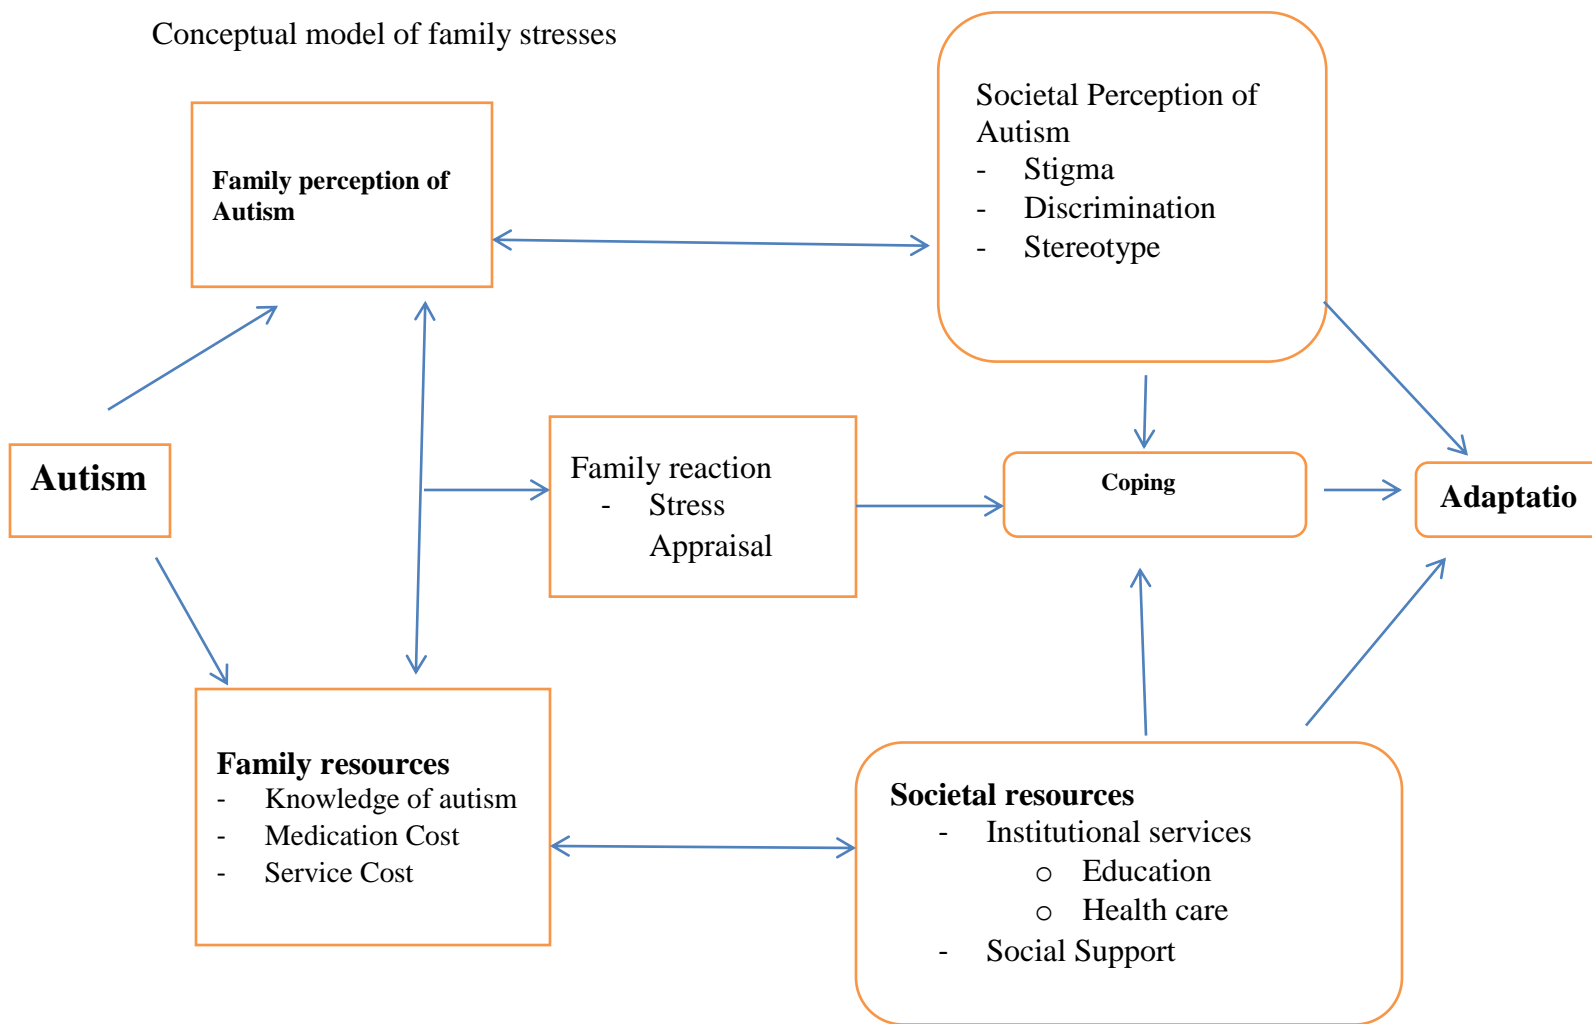 Conceptual model of family stresses
Societal Perception of
Autism
- Stigma
- Discrimination
- Stereotype
Family perception of
Autism
Autism
Family reaction
- Stress
Appraisal
Coping
Adaptatio
Family resources
- Knowledge of autism
- Medication Cost
- Service Cost
Societal resources
- Institutional services
o Education
o Health care
- Social Support